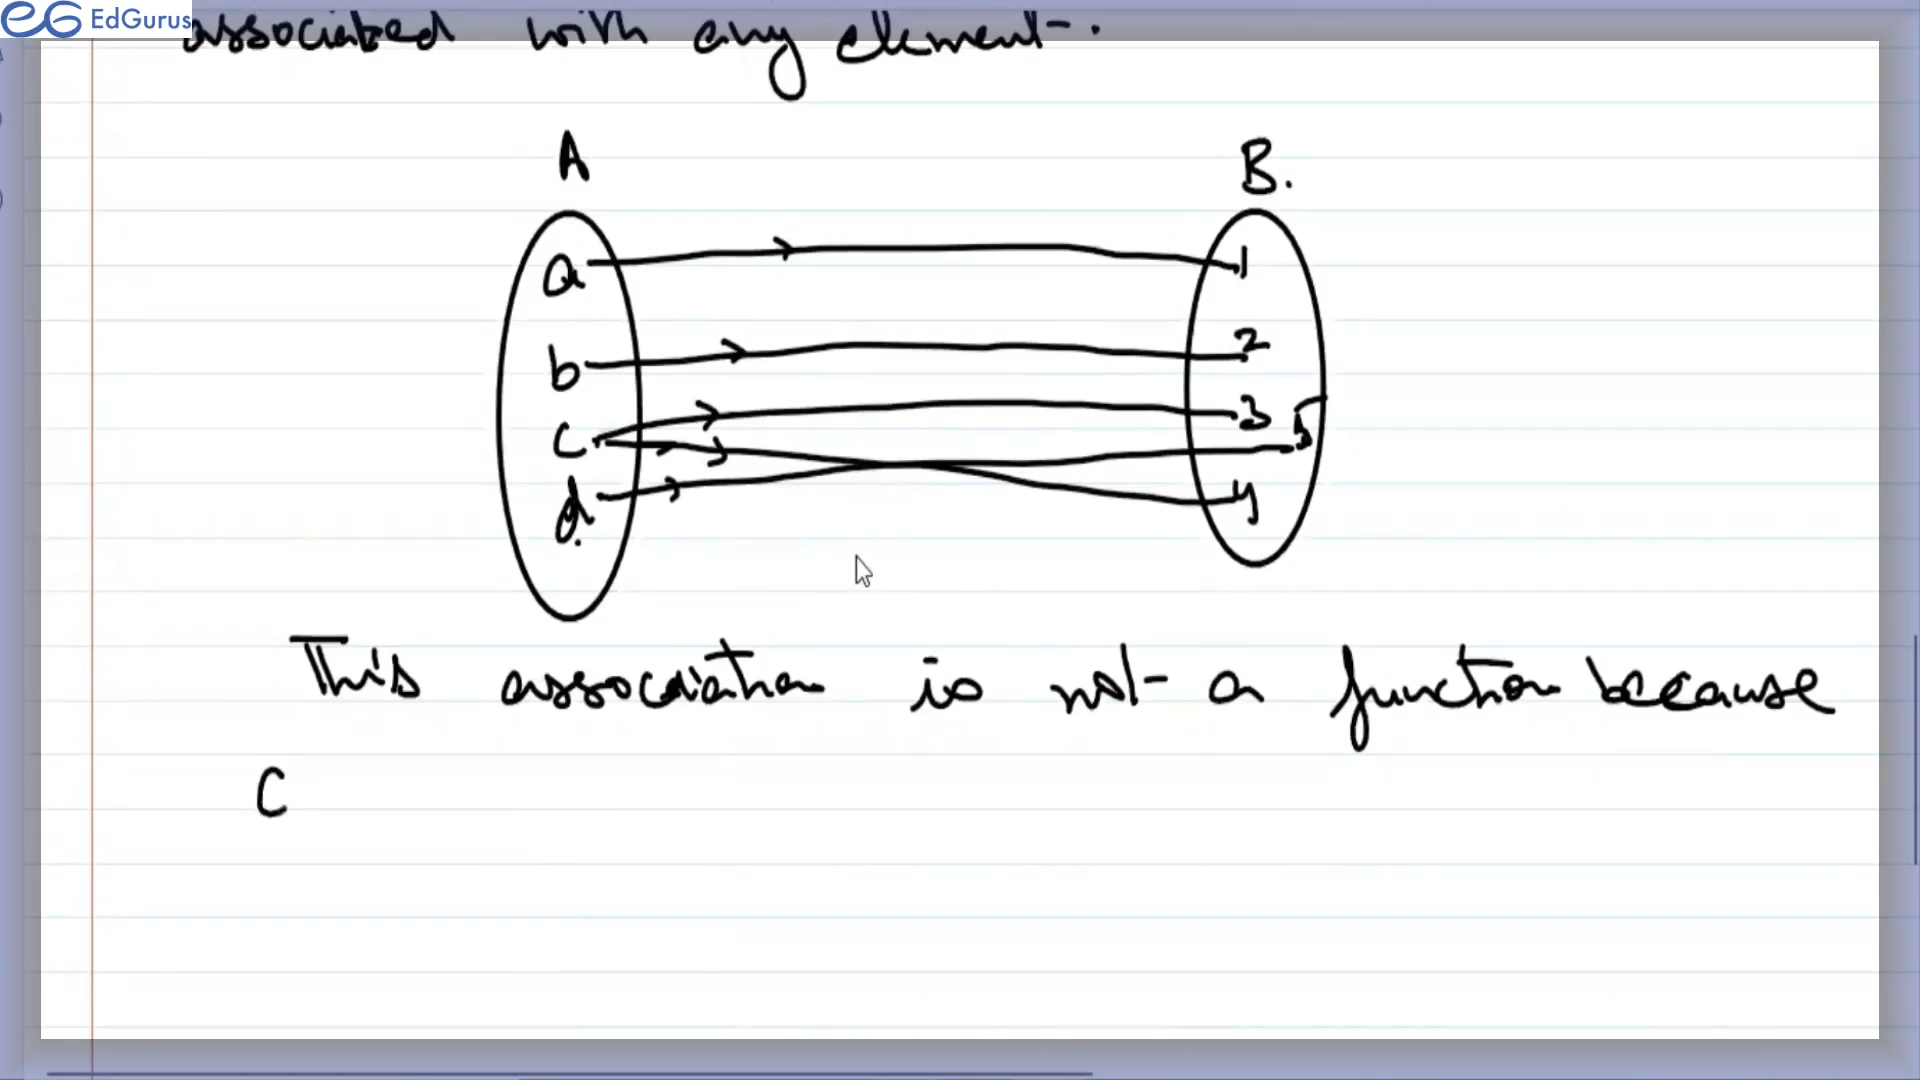 EdGurus
associated with any element.
A B.
a 1
b 2
c 3 5
d. 4
This association is not a function because
C